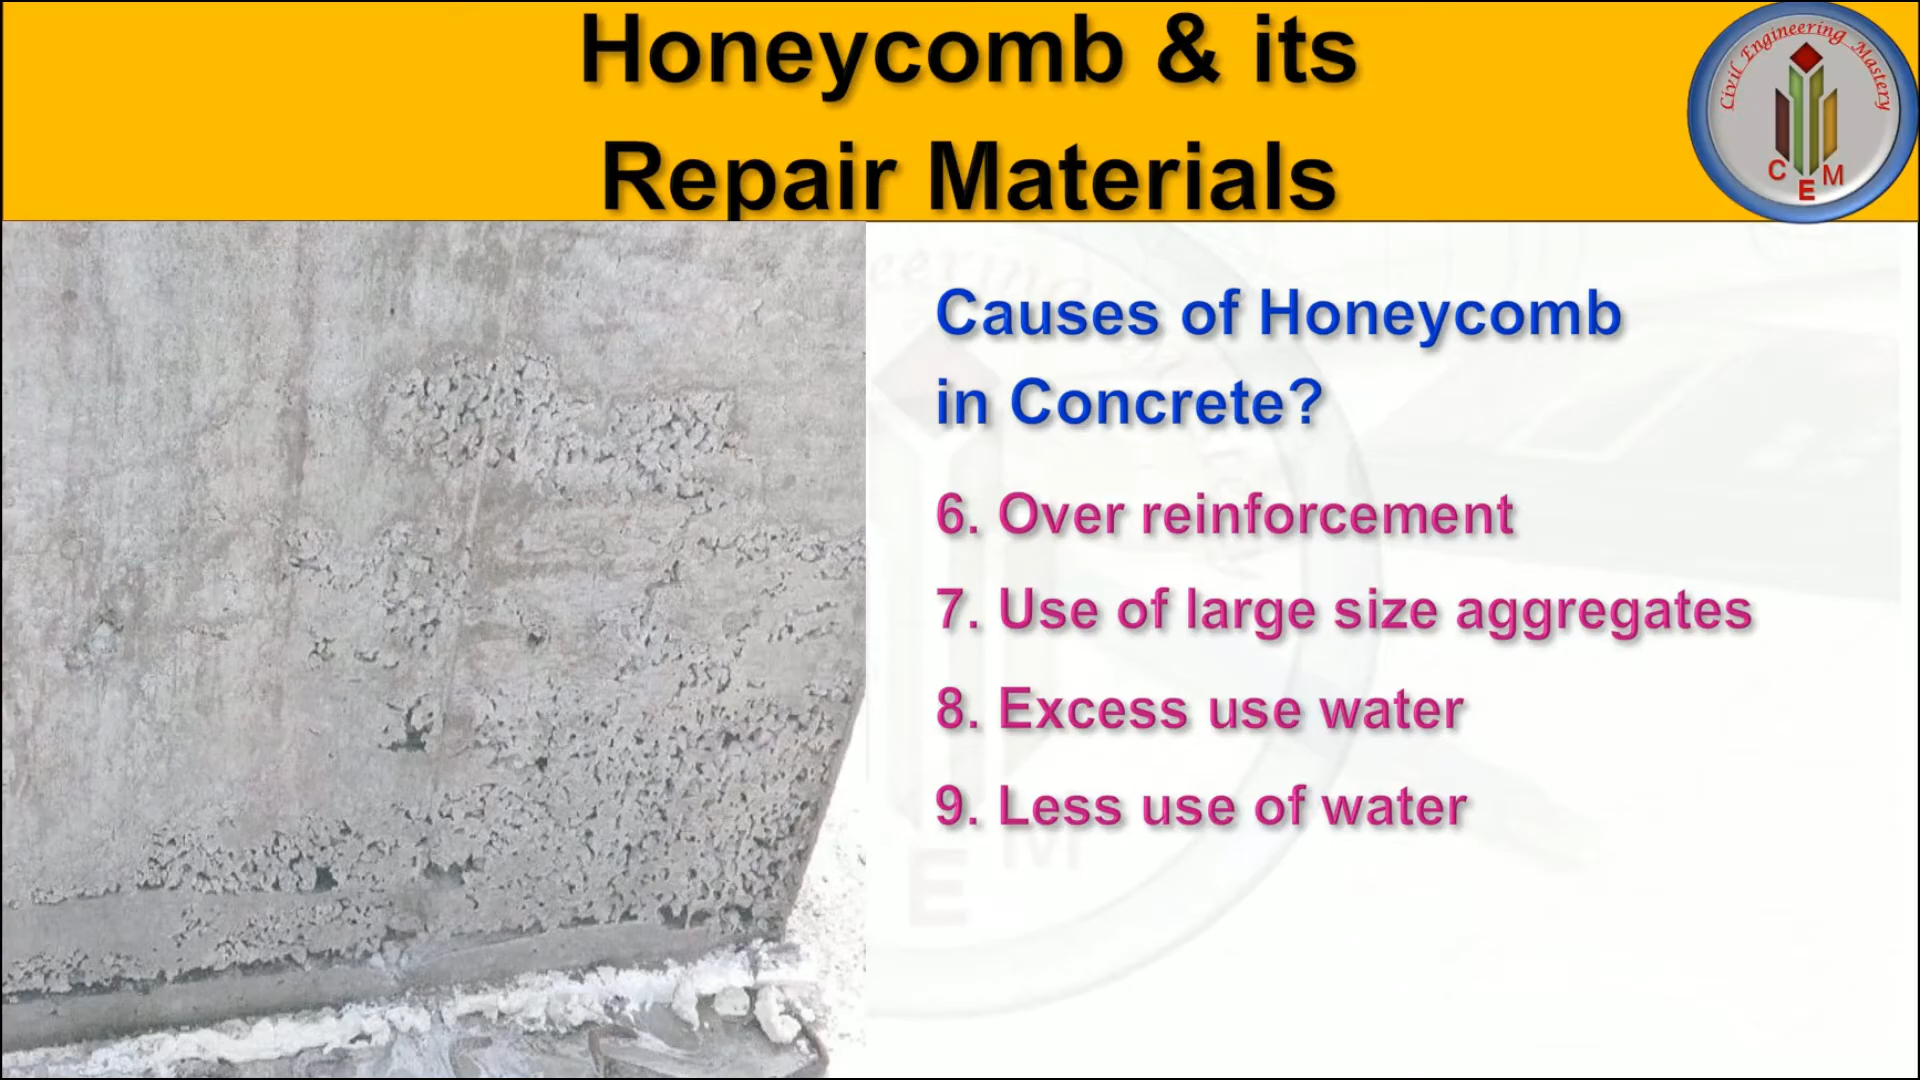 Honeycomb & its
Repair Materials
Civil Engineering Mastery
C E M
Causes of Honeycomb
in Concrete?
6. Over reinforcement
7. Use of large size aggregates
8. Excess use water
9. Less use of water